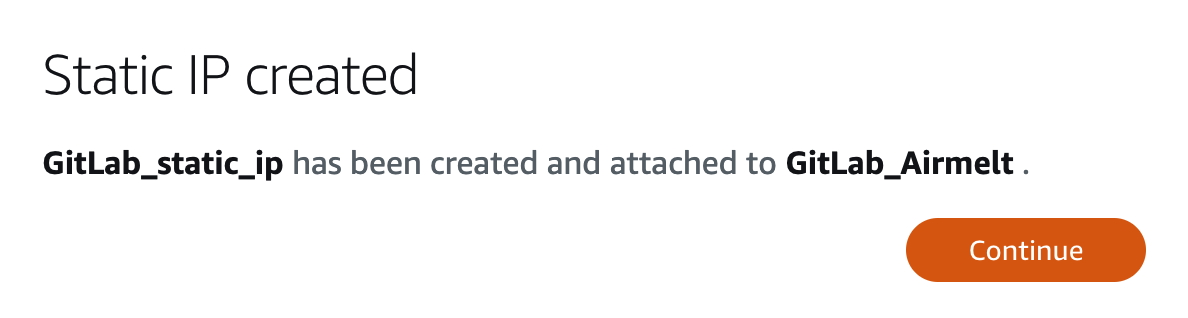 Static IP created
GitLab_static_ip has been created and attached to GitLab_Airmelt .
Continue